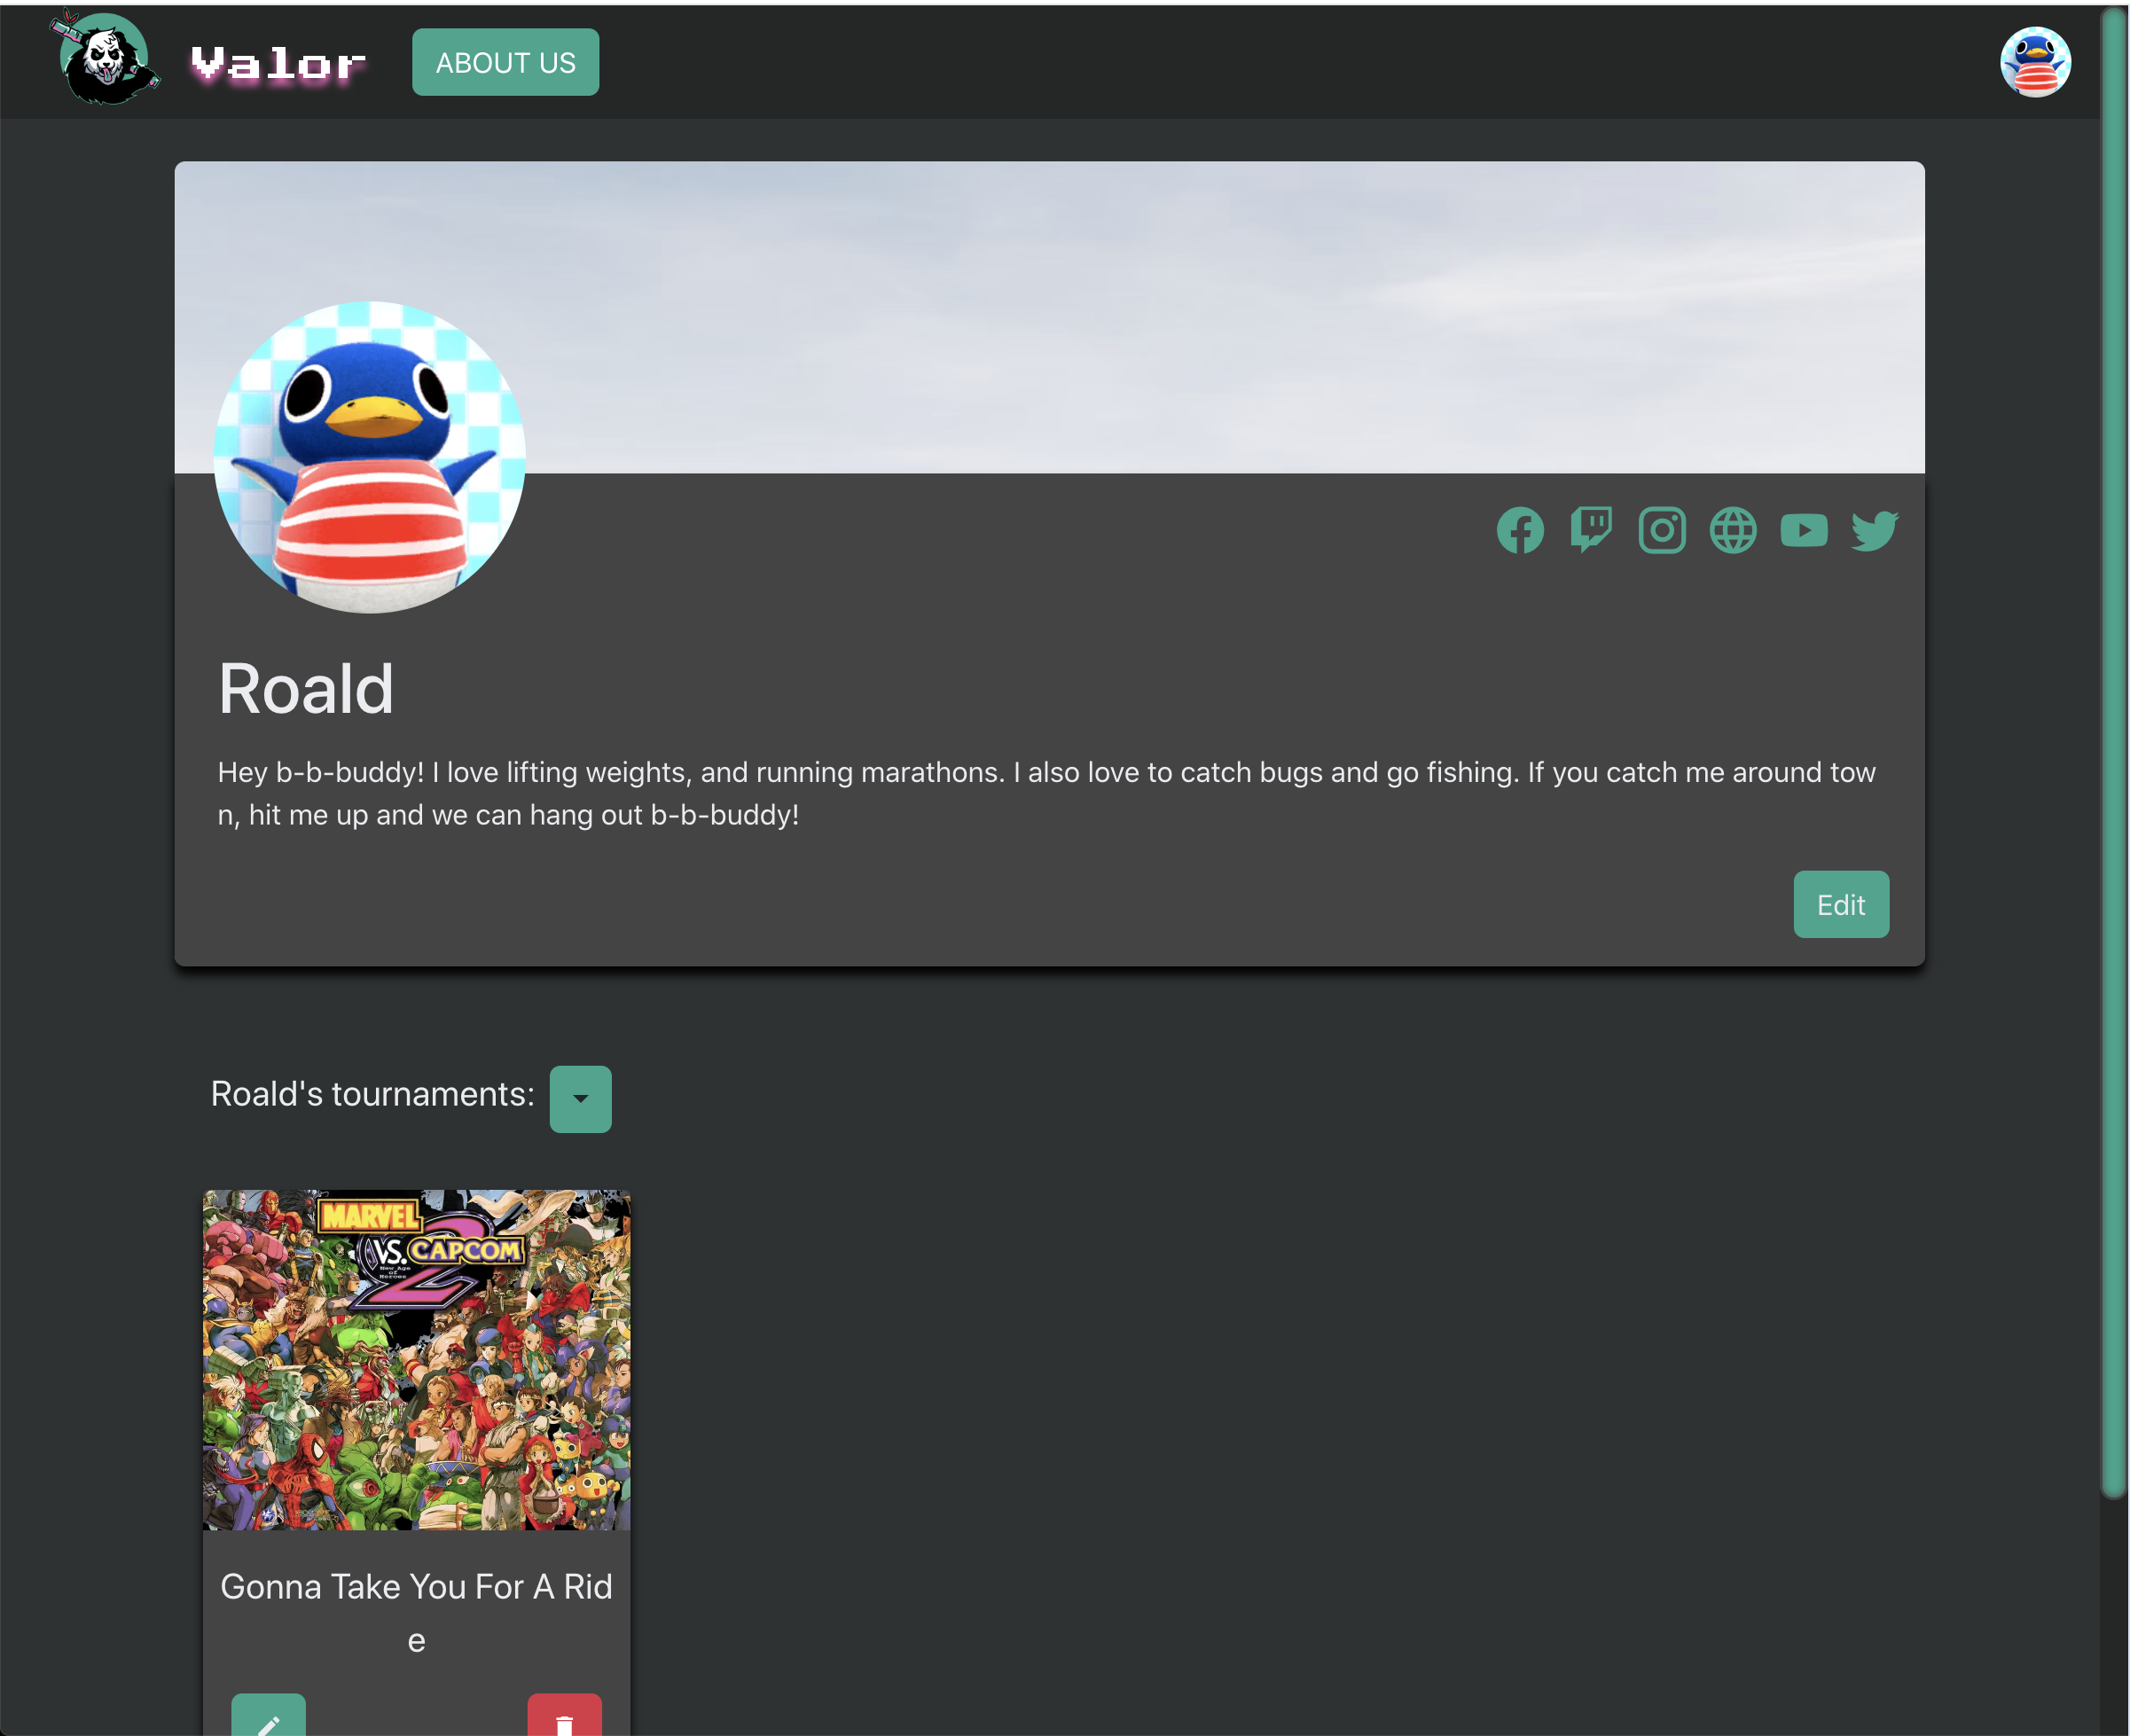 Valor
ABOUT US
Roald
Hey b-b-buddy! I love lifting weights, and running marathons. I also love to catch bugs and go fishing. If you catch me around tow
n, hit me up and we can hang out b-b-buddy!
Edit
Roald's tournaments:
MARVEL
VS. CAPCOM
2
New Age
of
Heroes
Gonna Take You For A Rid
e